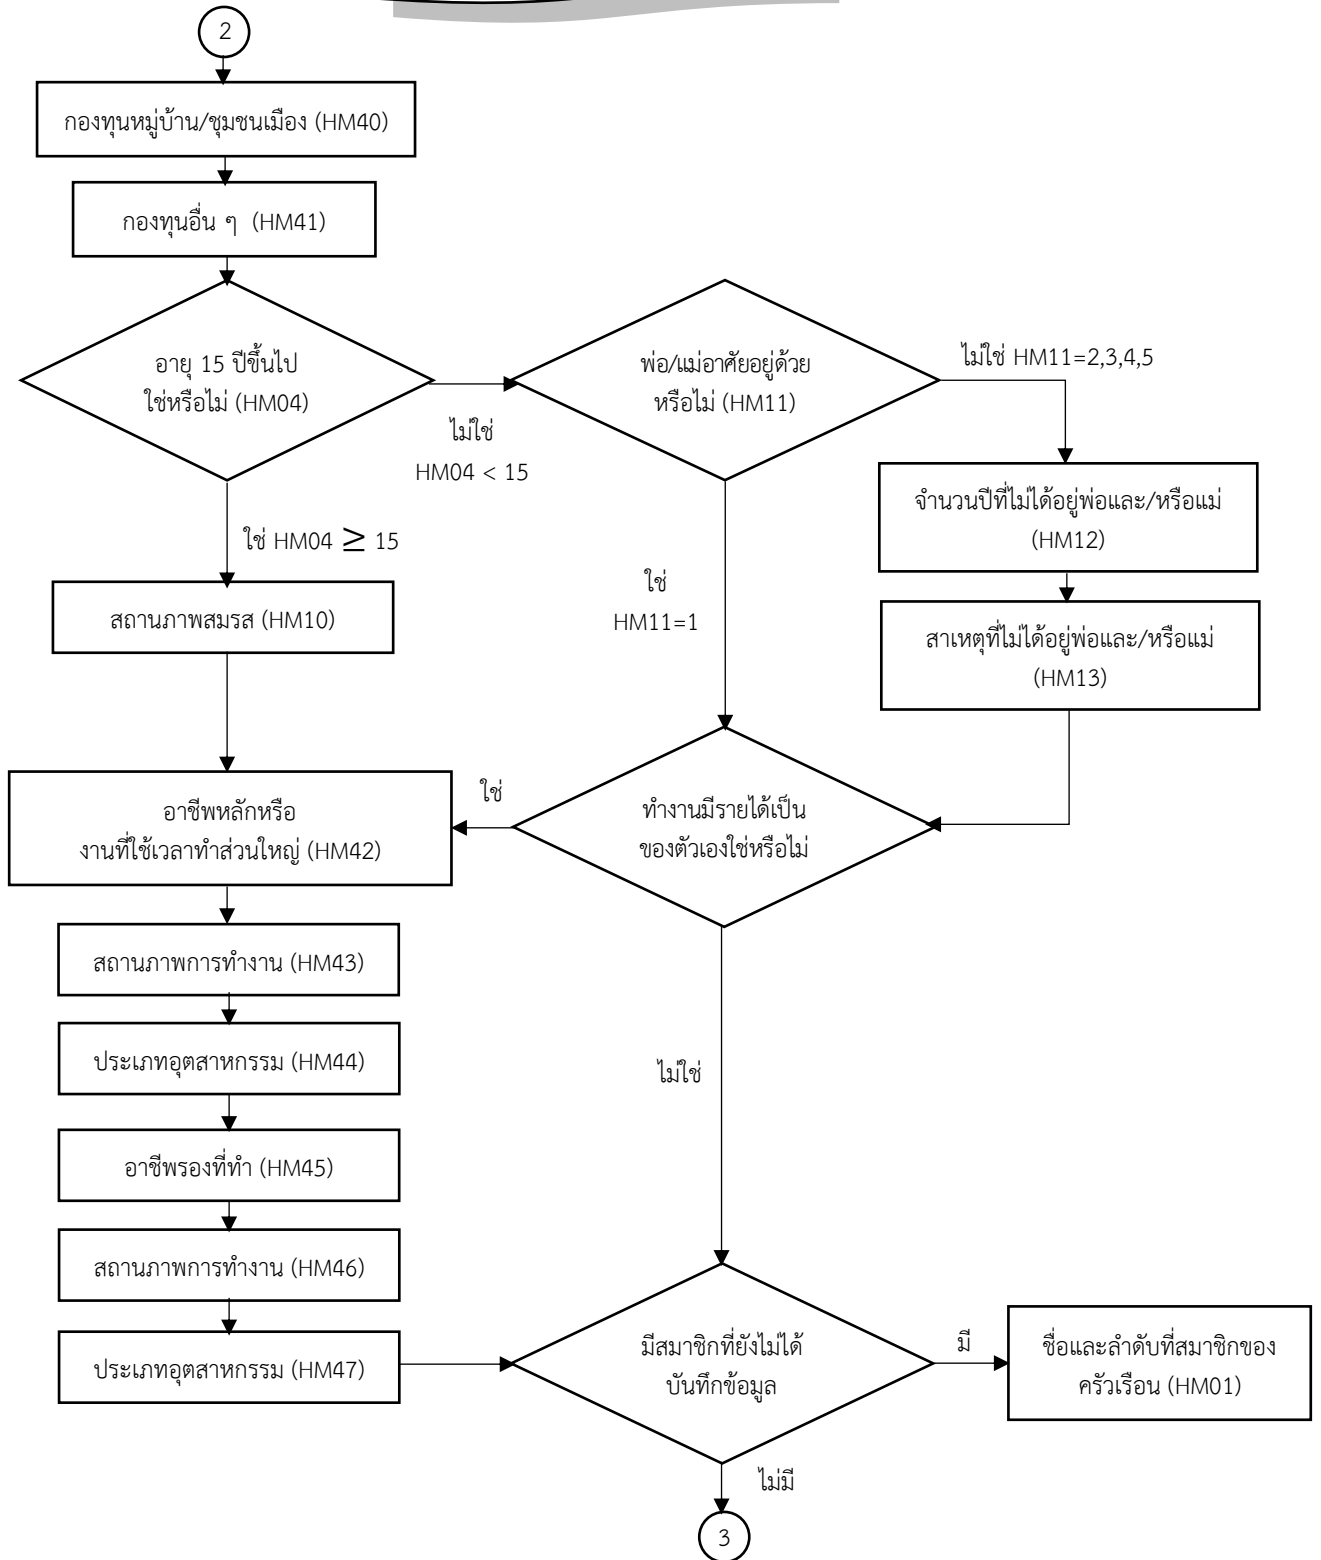 2
กองทุนหมู่บ้าน/ชุมชนเมือง (HM40)
กองทุนอื่น ๆ (HM41)
อายุ 15 ปีขึ้นไป
ใช่หรือไม่ (HM04)
ไม่ใช่
HM04 < 15
พ่อ/แม่อาศัยอยู่ด้วย
หรือไม่ (HM11)
ไม่ใช่ HM11=2,3,4,5
จำนวนปีที่ไม่ได้อยู่พ่อและ/หรือแม่
(HM12)
สาเหตุที่ไม่ได้อยู่พ่อและ/หรือแม่
(HM13)
ใช่
HM11=1
ใช่ HM04 ≥ 15
สถานภาพสมรส (HM10)
ทำงานมีรายได้เป็น
ของตัวเองใช่หรือไม่
ใช่
อาชีพหลักหรือ
งานที่ใช้เวลาทำส่วนใหญ่ (HM42)
สถานภาพการทำงาน (HM43)
ประเภทอุตสาหกรรม (HM44)
อาชีพรองที่ทำ (HM45)
สถานภาพการทำงาน (HM46)
ประเภทอุตสาหกรรม (HM47)
ไม่ใช่
มีสมาชิกที่ยังไม่ได้
บันทึกข้อมูล
มี
ชื่อและลำดับที่สมาชิกของ
ครัวเรือน (HM01)
ไม่มี
3